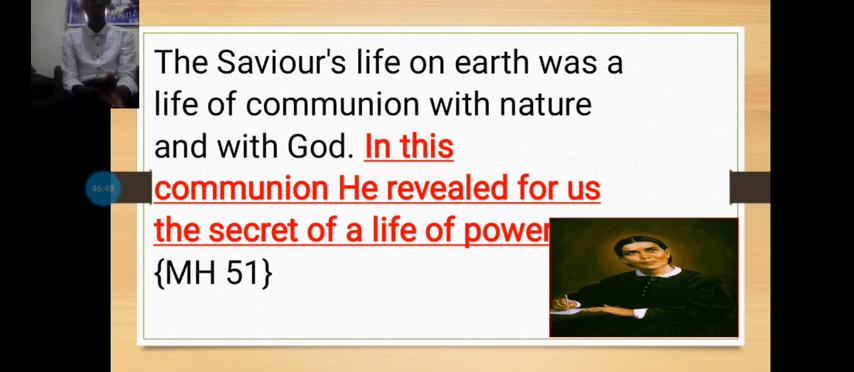 The Saviour's life on earth was a
life of communion with nature
and with God. In this
communion He revealed for us
the secret of a life of power
{MH 51}
46:49